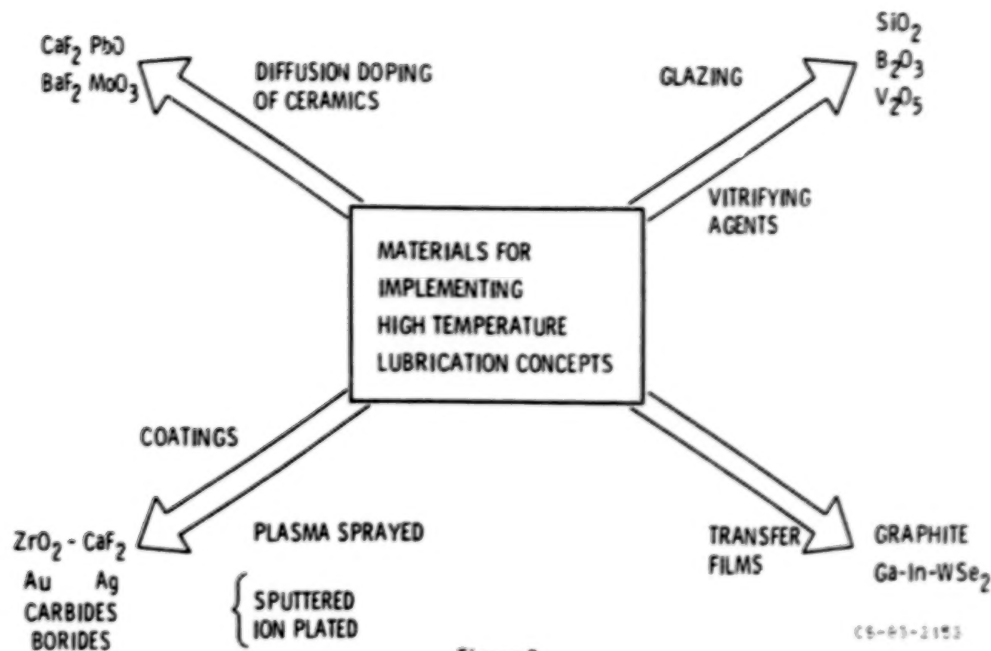 CaF2 PbO
BaF2 MoO3
DIFFUSION DOPING
OF CERAMICS
GLAZING
SiO2
B2O3
V2O5
VITRIFYING
AGENTS
MATERIALS FOR
IMPLEMENTING
HIGH TEMPERATURE
LUBRICATION CONCEPTS
COATINGS
ZrO2 - CaF2
Au Ag
CARBIDES
BORIDES
PLASMA SPRAYED
SPUTTERED
ION PLATED
TRANSFER
FILMS
GRAPHITE
Ga-In-WSe2